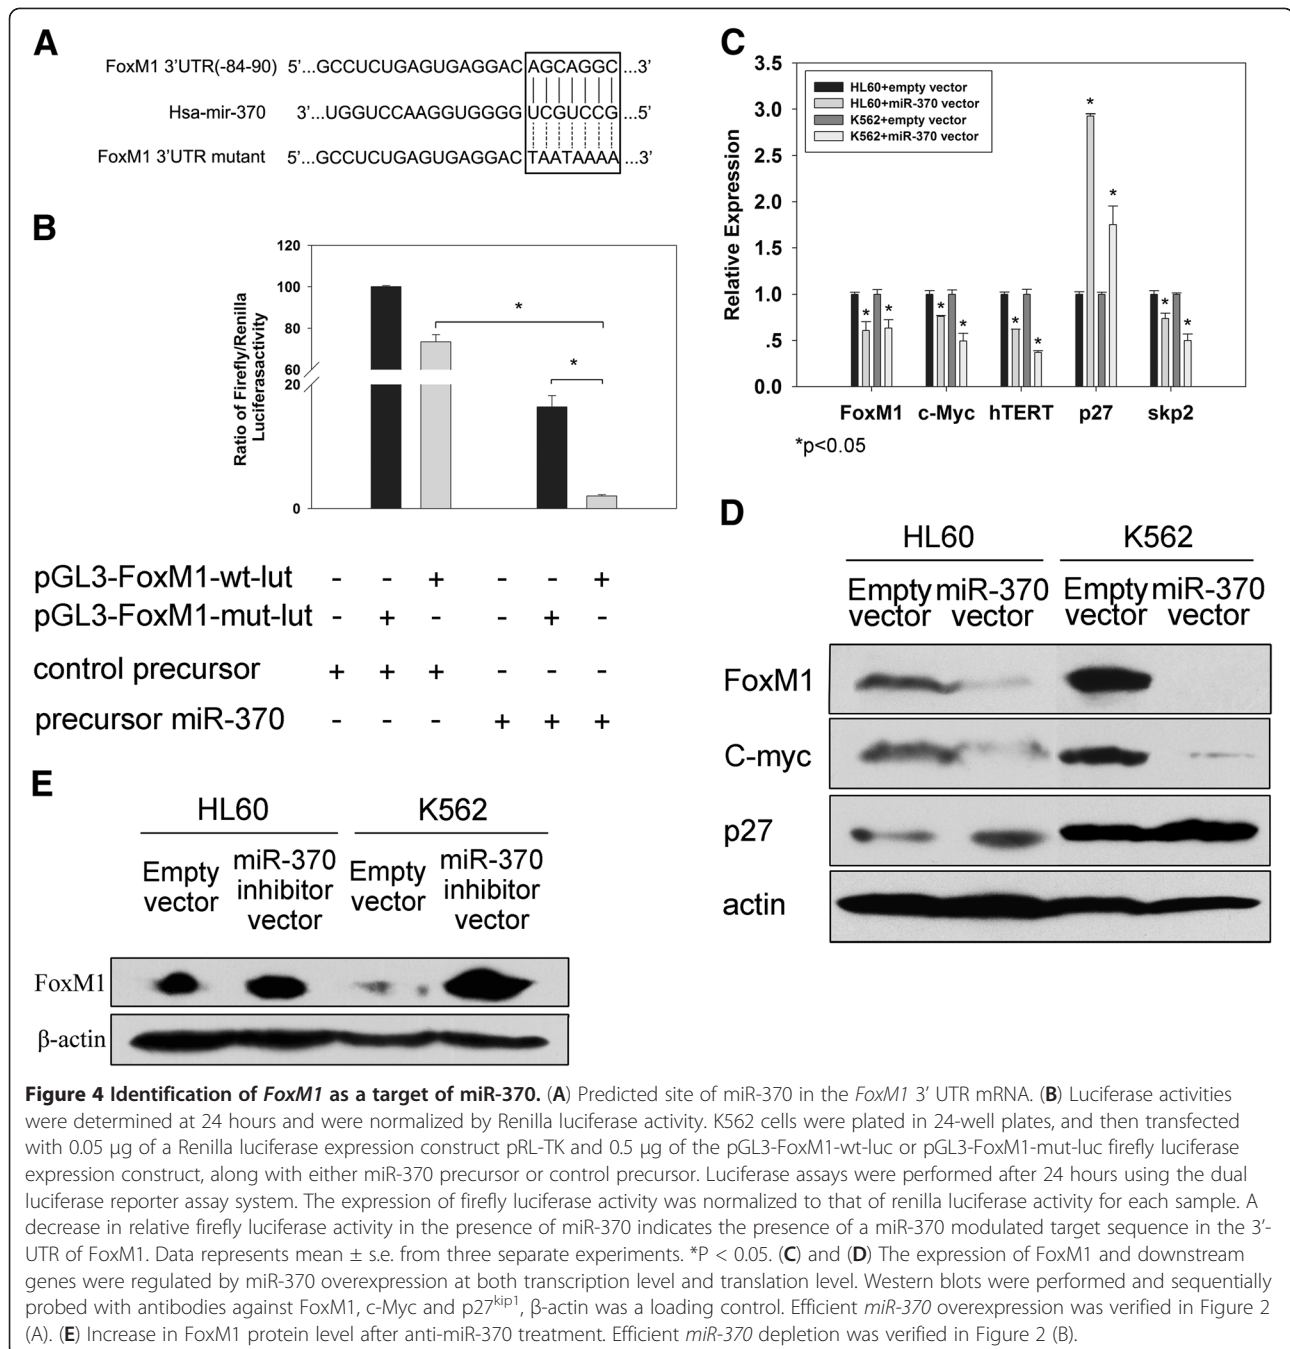 A
FoxM1 3'UTR(-84-90) 5'...GCCUCUGAGUGAGGAC AGCAGGC ...3'
Hsa-mir-370 3'...UGGUCCAAGGUGGGG UCGUCCG ...5'
FoxM1 3'UTR mutant 5'...GCCUCUGAGUGAGGAC TAATAAAA ...3'
B
Ratio of Firefly/Renilla
Luciferasactivity
120
100
80
60
20
0
*
*
pGL3-FoxM1-wt-lut - - + - - +
pGL3-FoxM1-mut-lut - + - - + -
control precursor + + + - - -
precursor miR-370 - - - + + +
C
Relative Expression
3.5
3.0
2.5
2.0
1.5
1.0
.5
0.0
HL60+empty vector
HL60+miR-370 vector
K562+empty vector
K562+miR-370 vector
* * * * * * * * * *
FoxM1 c-Myc hTERT p27 skp2
*p<0.05
D
HL60 K562
Empty vector miR-370 vector Empty vector miR-370 vector
FoxM1
C-myc
p27
actin
E
HL60 K562
Empty vector miR-370 inhibitor vector Empty vector miR-370 inhibitor vector
FoxM1
β-actin
Figure 4 Identification of FoxM1 as a target of miR-370. (A) Predicted site of miR-370 in the FoxM1 3' UTR mRNA. (B) Luciferase activities
were determined at 24 hours and were normalized by Renilla luciferase activity. K562 cells were plated in 24-well plates, and then transfected
with 0.05 μg of a Renilla luciferase expression construct pRL-TK and 0.5 μg of the pGL3-FoxM1-wt-luc or pGL3-FoxM1-mut-luc firefly luciferase
expression construct, along with either miR-370 precursor or control precursor. Luciferase assays were performed after 24 hours using the dual
luciferase reporter assay system. The expression of firefly luciferase activity was normalized to that of renilla luciferase activity for each sample. A
decrease in relative firefly luciferase activity in the presence of miR-370 indicates the presence of a miR-370 modulated target sequence in the 3'-
UTR of FoxM1. Data represents mean ± s.e. from three separate experiments. *P < 0.05. (C) and (D) The expression of FoxM1 and downstream
genes were regulated by miR-370 overexpression at both transcription level and translation level. Western blots were performed and sequentially
probed with antibodies against FoxM1, c-Myc and p27kip1, β-actin was a loading control. Efficient miR-370 overexpression was verified in Figure 2
(A). (E) Increase in FoxM1 protein level after anti-miR-370 treatment. Efficient miR-370 depletion was verified in Figure 2 (B).